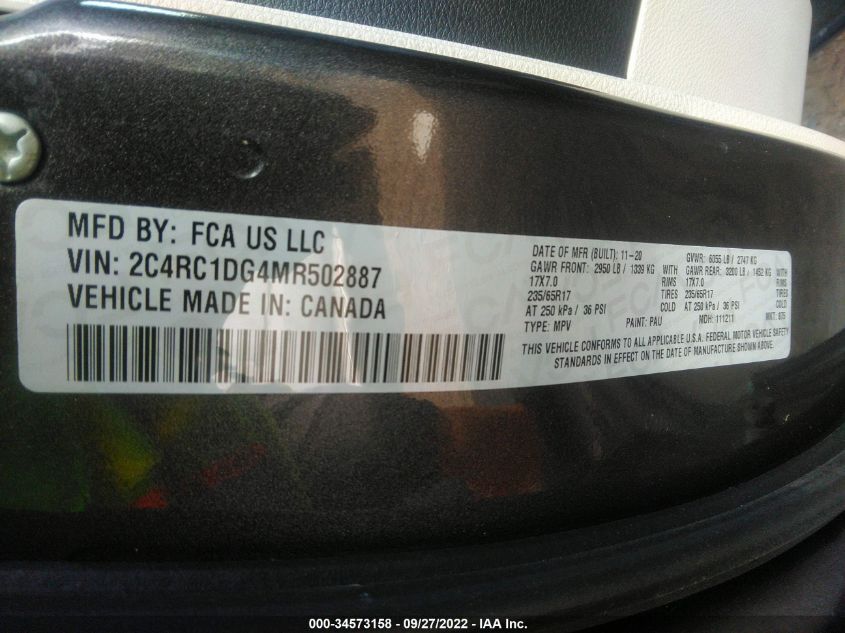 MFD BY: FCA US LLC
VIN: 2C4RC1DG4MR502887
VEHICLE MADE IN: CANADA
DATE OF MFR (BUILT): 11-20 GVWR: 6055 LB / 2747 KG
GAWR FRONT: 2950 LB / 1339 KG WITH GAWR REAR: 3200 LB / 1452 KG WITH
17X7.0 RIMS 17X7.0 RIMS
235/65R17 TIRES 235/65R17 TIRES
AT 250 kPa / 36 PSI COLD AT 250 kPa / 36 PSI COLD
TYPE: MPV PAINT: PAU MDH: 111211 MKT:
THIS VEHICLE CONFORMS TO ALL APPLICABLE U.S.A. FEDERAL MOTOR VEHICLE SAFETY
STANDARDS IN EFFECT ON THE DATE OF MANUFACTURE SHOWN ABOVE.
000-34573158 - 09/27/2022 - IAA Inc.